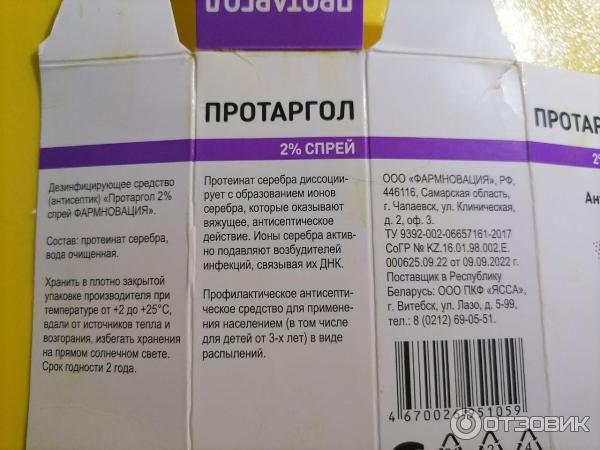 ПРОТАРГОЛ
Дезинфицирующее средство
(антисептик) «Протаргол 2%
спрей ФАРМНОВАЦИЯ».
Состав: протеинат серебра,
вода очищенная.
Хранить в плотно закрытой
упаковке производителя при
температуре от +2 до +25°С,
вдали от источников тепла и
возгорания, избегать хранения
на прямом солнечном свете.
Срок годности 2 года.
ПРОТАРГОЛ
2% СПРЕЙ
Протеинат серебра диссоции-
рует с образованием ионов
серебра, которые оказывают
вяжущее, антисептическое
действие. Ионы серебра актив-
но подавляют возбудителей
инфекций, связывая их ДНК.
Профилактическое антисепти-
ческое средство для примене-
ния населением (в том числе
для детей от 3-х лет) в виде
распылений.
ООО «ФАРМНОВАЦИЯ», РФ,
446116, Самарская область,
г. Чапаевск, ул. Клиническая,
д. 2, оф. 3.
ТУ 9392-002-06657161-2017
СоГР № KZ.16.01.98.002.Е.
000625.09.22 от 09.09.2022 г.
Поставщик в Республику
Беларусь: ООО ПКФ «ЯССА»,
г. Витебск, ул. Лазо, д. 5-99,
тел.: 8 (0212) 69-05-51.
ПРОТАР
2%
Ан
ОТЗОВИК